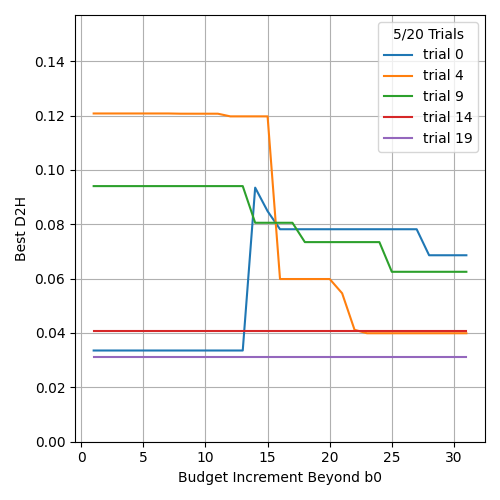 5/20 Trials
trial 0
trial 4
trial 9
trial 14
trial 19
0.14
0.12
0.10
0.08
0.06
0.04
0.02
0.00
Best D2H
0 5 10 15 20 25 30
Budget Increment Beyond b0